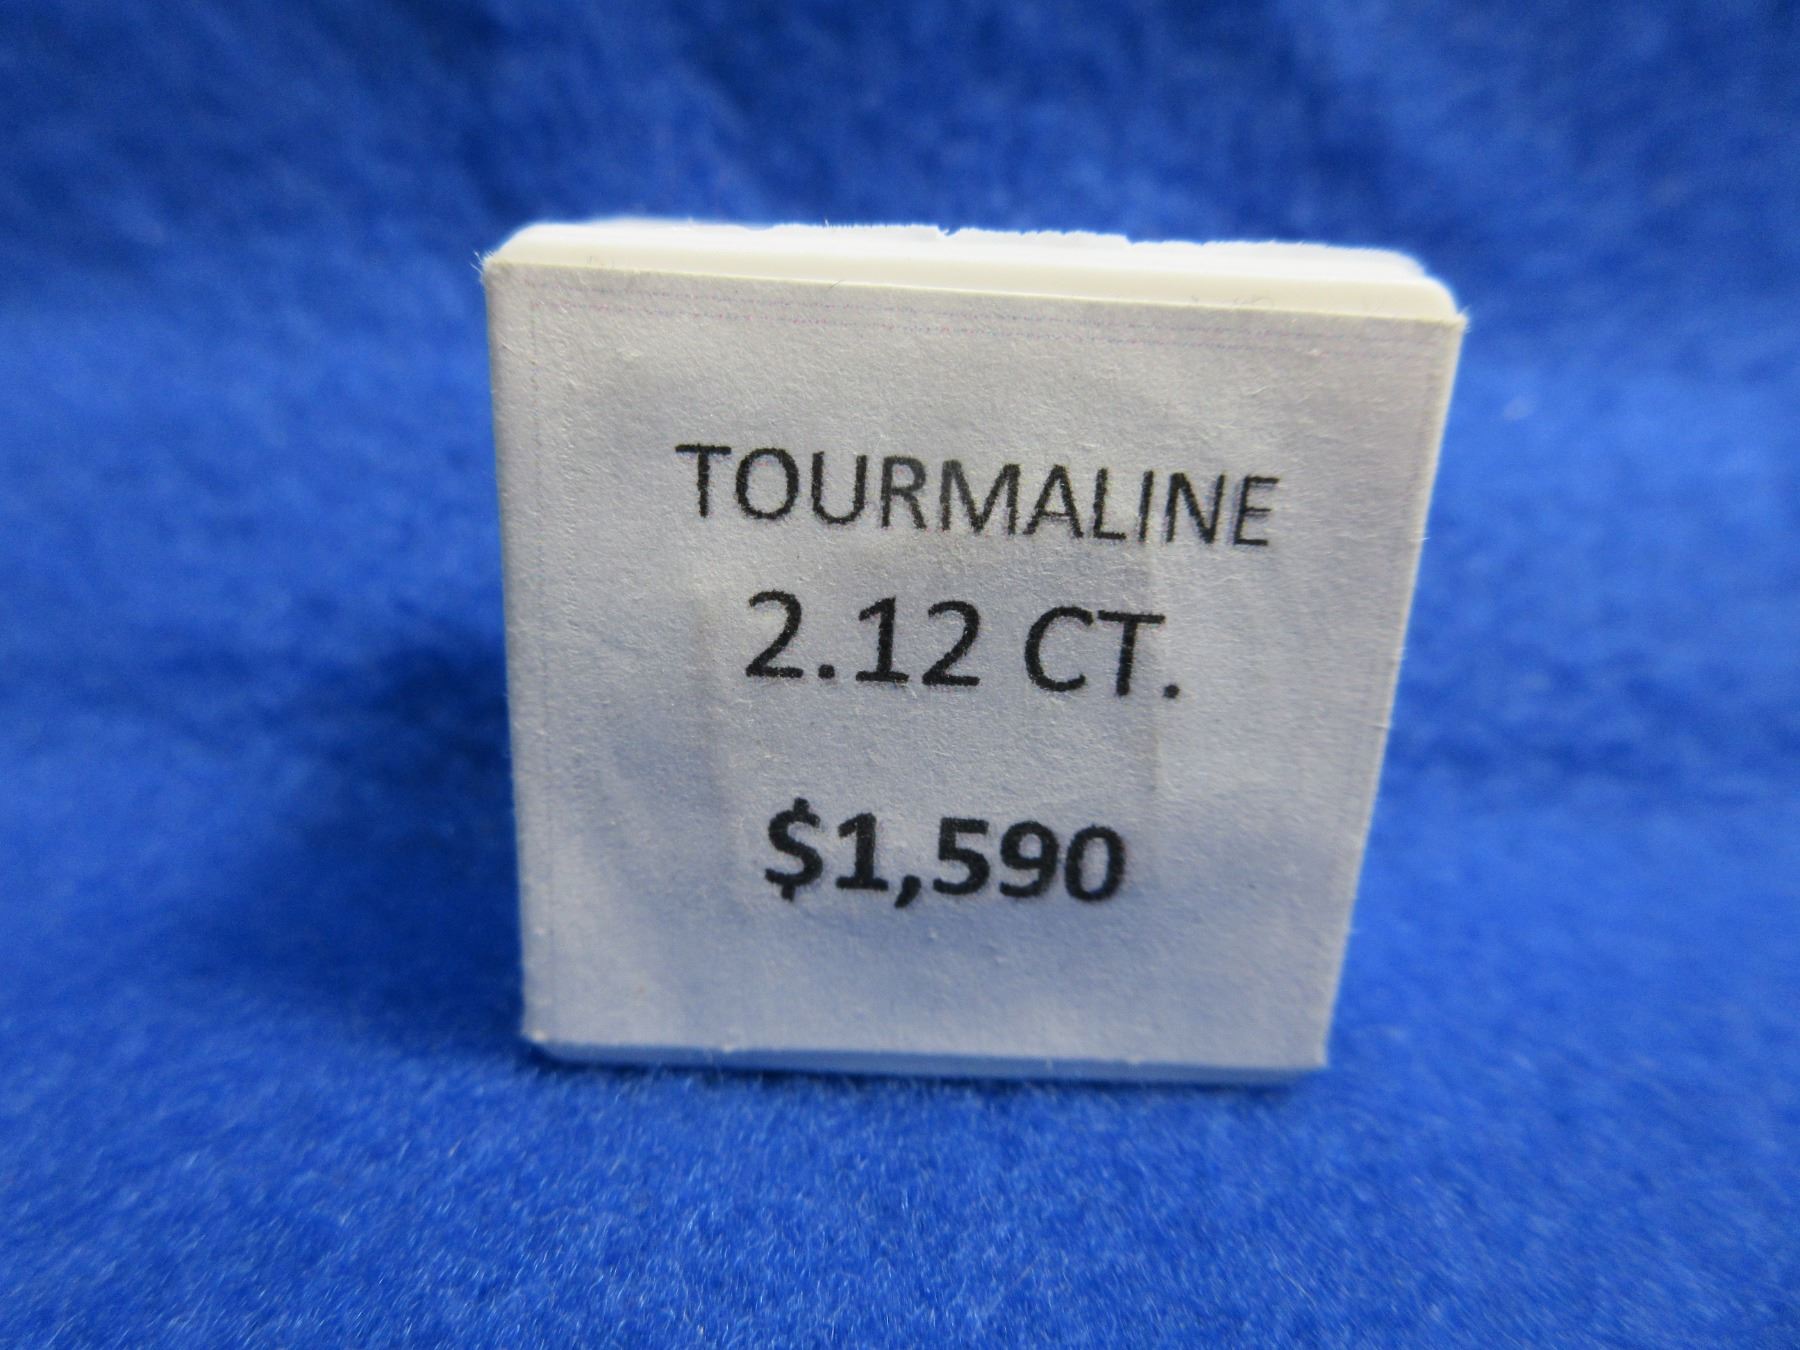 TOURMALINE
2.12 CT.
$1,590